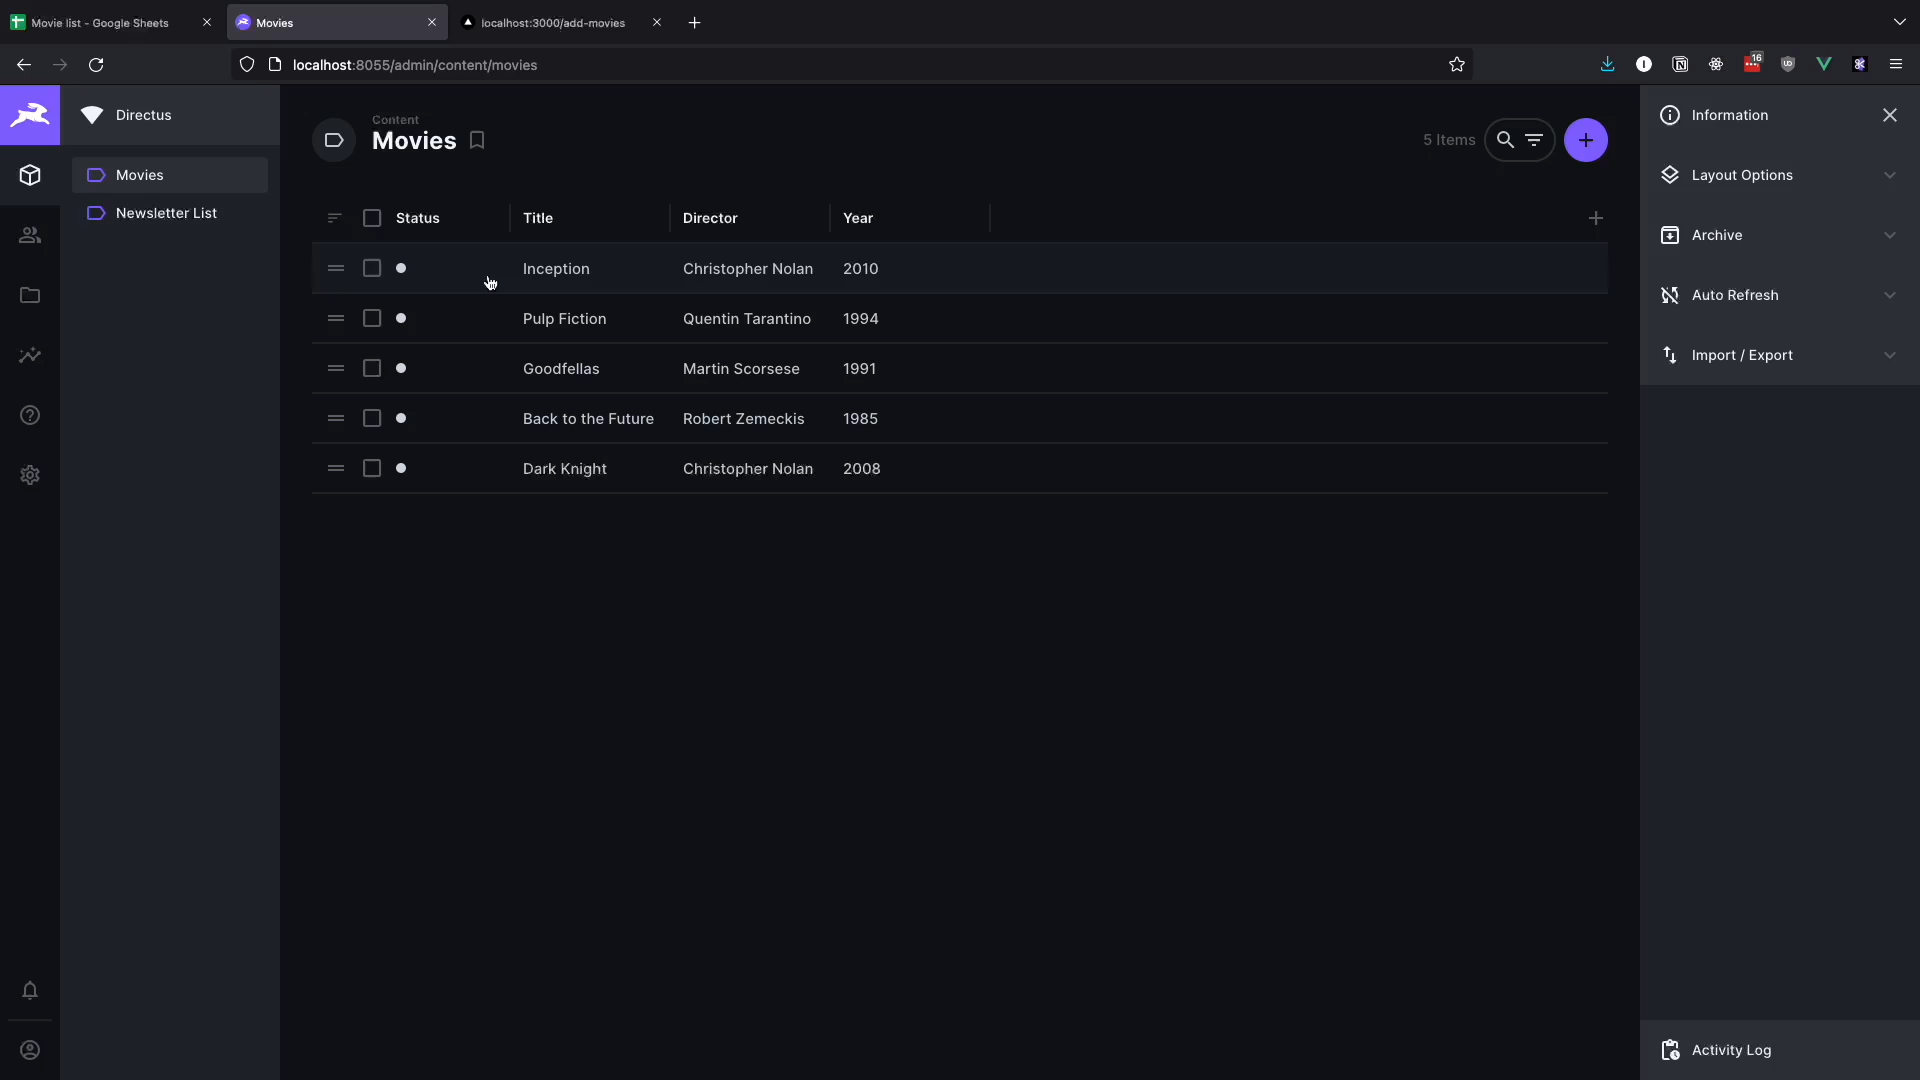 Movie list - Google Sheets
Movies
localhost:3000/add-movies
localhost:8055/admin/content/movies
16
Directus
Movies
Newsletter List
Content
Movies
5 Items
Status Title Director Year
Inception Christopher Nolan 2010
Pulp Fiction Quentin Tarantino 1994
Goodfellas Martin Scorsese 1991
Back to the Future Robert Zemeckis 1985
Dark Knight Christopher Nolan 2008
Information
Layout Options
Archive
Auto Refresh
Import / Export
Activity Log